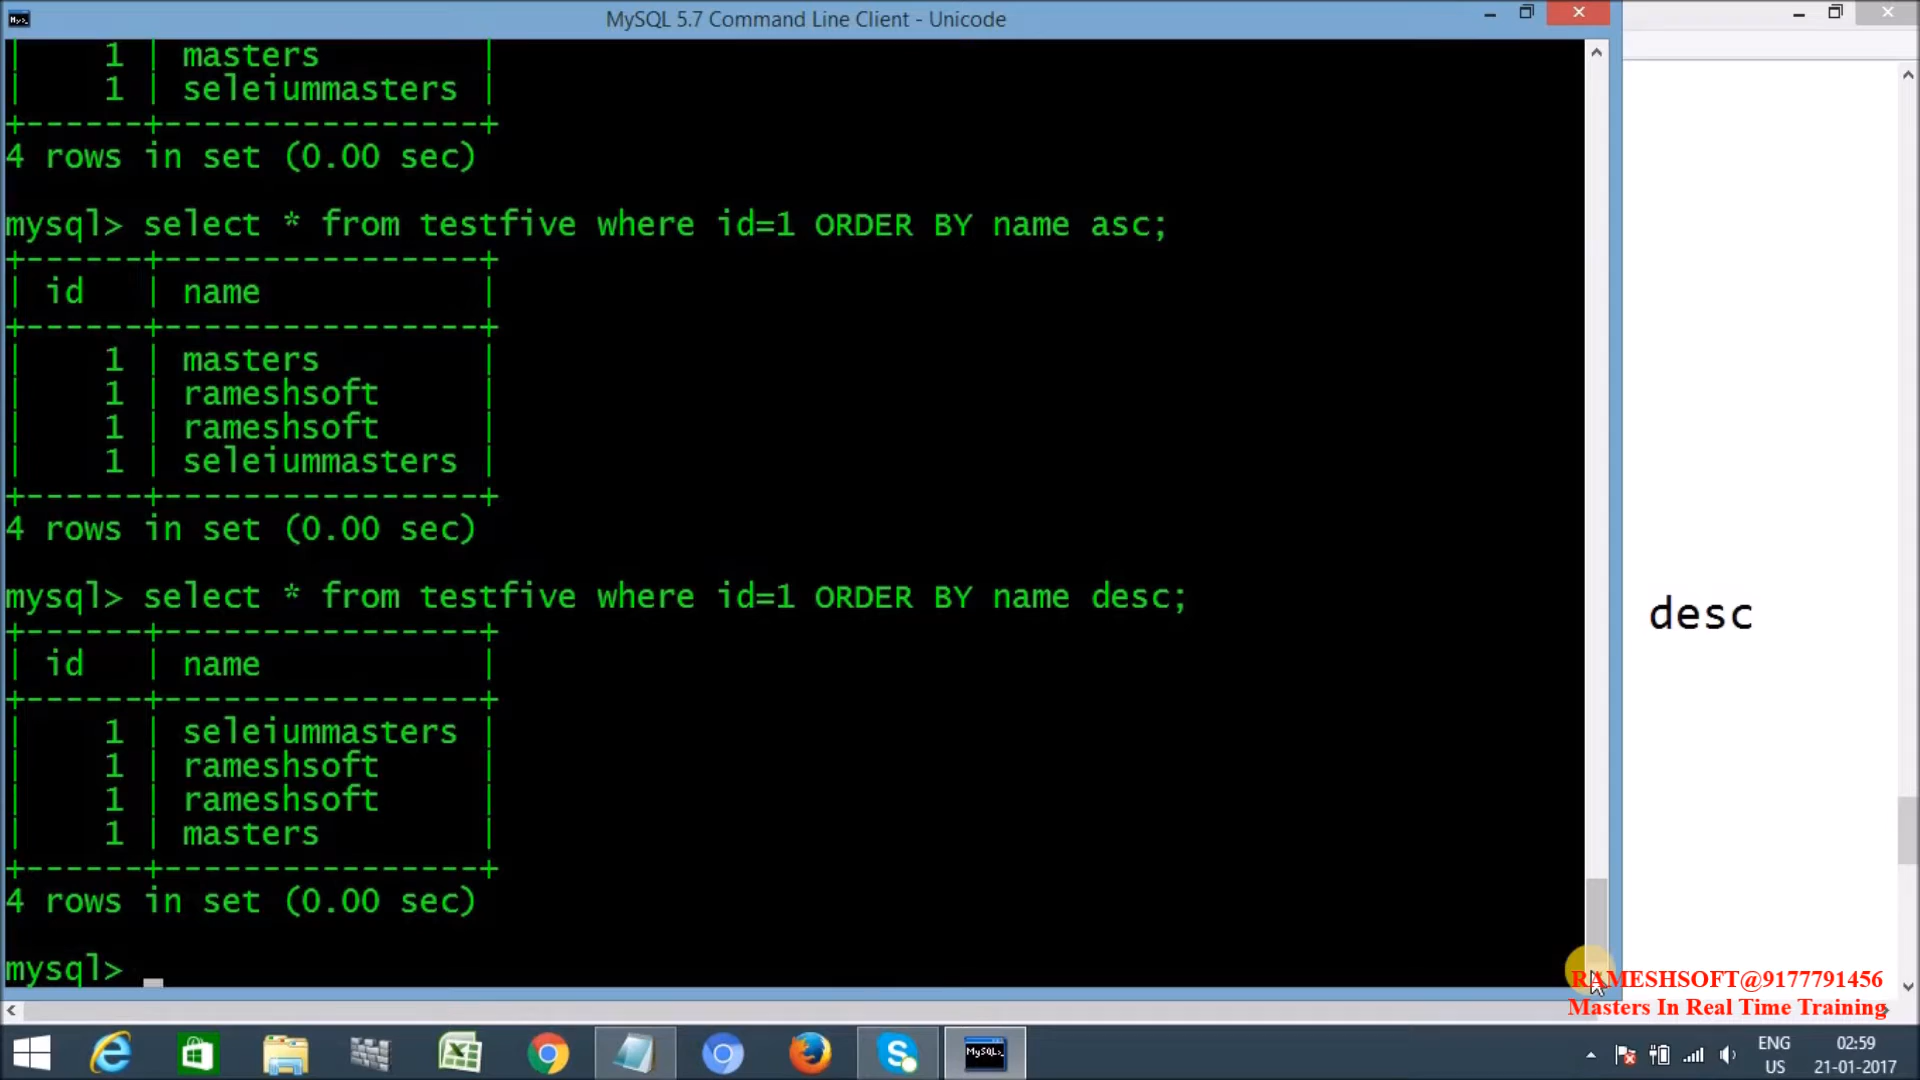 MySQL 5.7 Command Line Client - Unicode
| 1 | masters |
| 1 | seleiummasters |
+------+----------------+
4 rows in set (0.00 sec)
mysql> select * from testfive where id=1 ORDER BY name asc;
+------+----------------+
| id | name |
+------+----------------+
| 1 | masters |
| 1 | rameshsoft |
| 1 | rameshsoft |
| 1 | seleiummasters |
+------+----------------+
4 rows in set (0.00 sec)
mysql> select * from testfive where id=1 ORDER BY name desc;
+------+----------------+
| id | name |
+------+----------------+
| 1 | seleiummasters |
| 1 | rameshsoft |
| 1 | rameshsoft |
| 1 | masters |
+------+----------------+
4 rows in set (0.00 sec)
mysql>
desc
RAMESHSOFT@9177791456
Masters In Real Time Training
MySQL>
ENG
US
02:59
21-01-2017